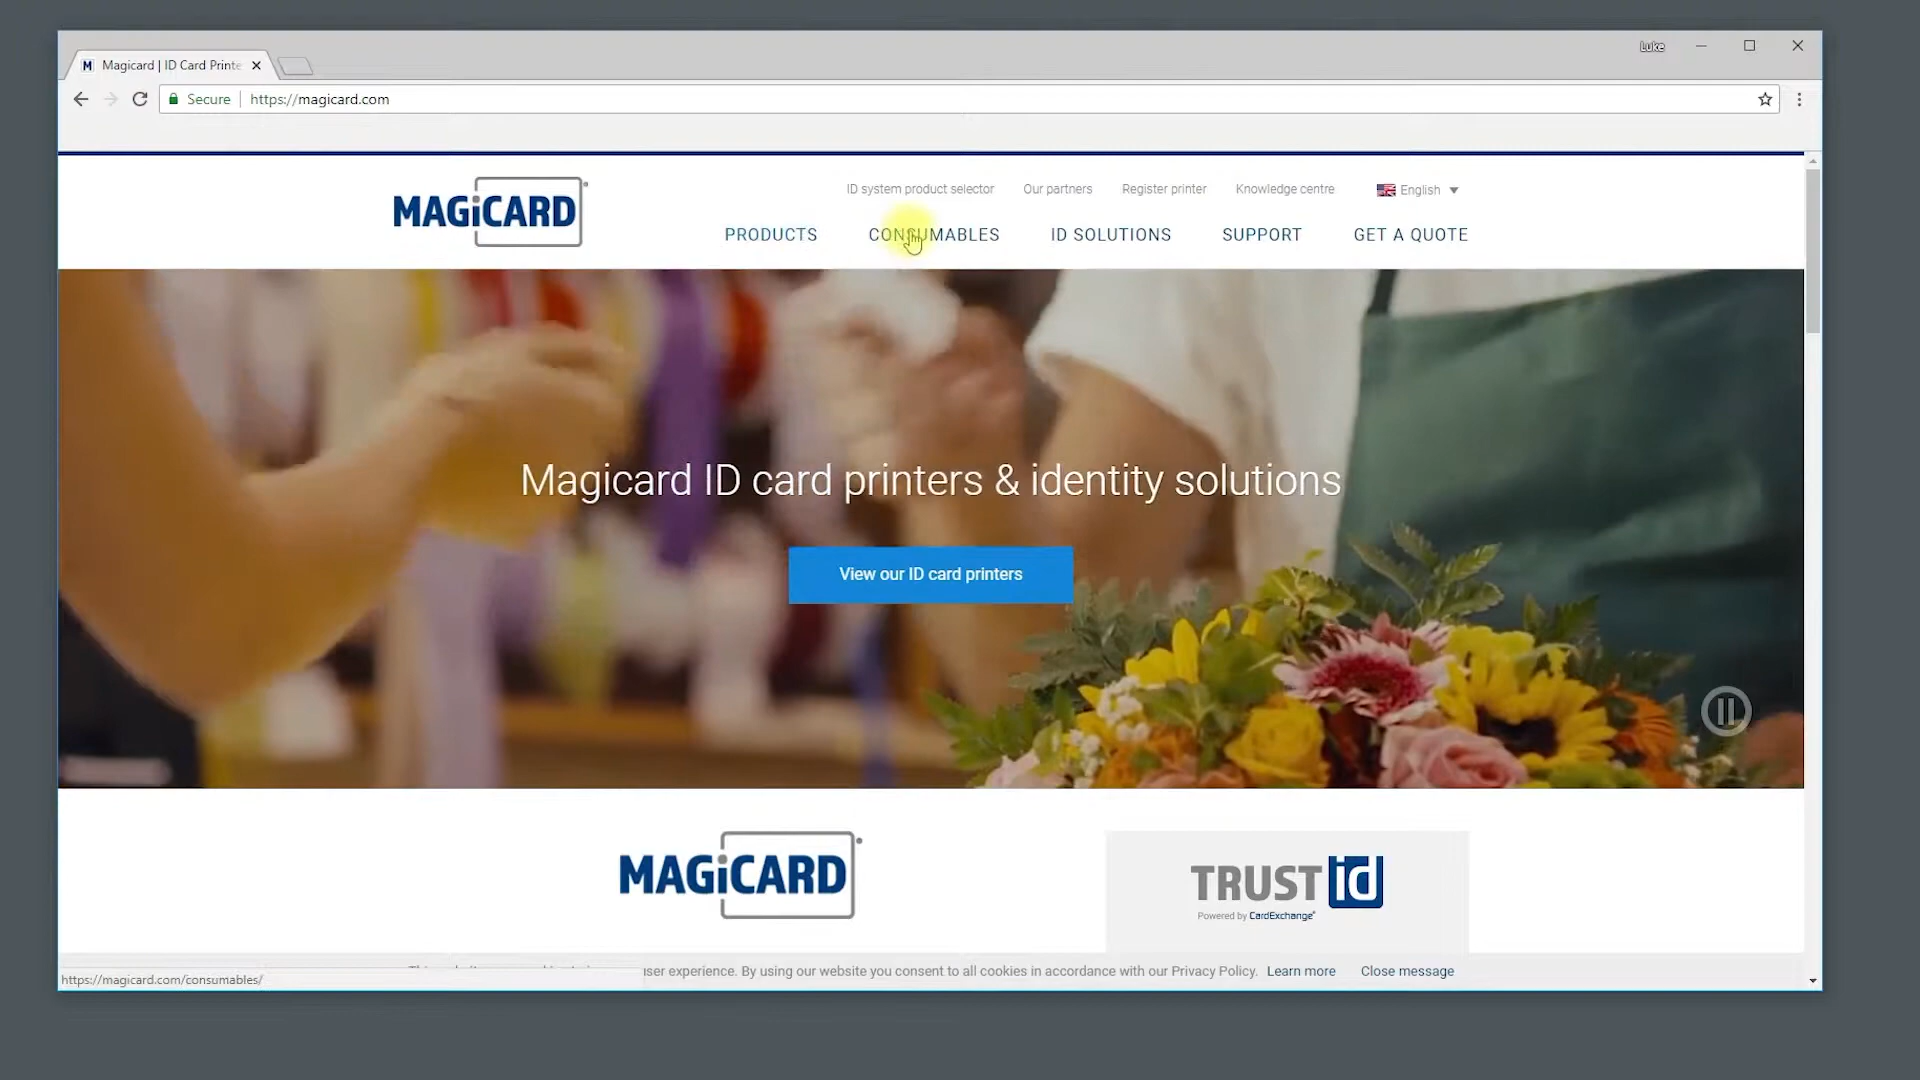 Luke
M Magicard | ID Card Printe
Secure https://magicard.com
MAGiCARD
ID system product selector Our partners Register printer Knowledge centre English
PRODUCTS CONSUMABLES ID SOLUTIONS SUPPORT GET A QUOTE
Magicard ID card printers & identity solutions
View our ID card printers
MAGiCARD
TRUST id
Powered by CardExchange
user experience. By using our website you consent to all cookies in accordance with our Privacy Policy. Learn more Close message
https://magicard.com/consumables/